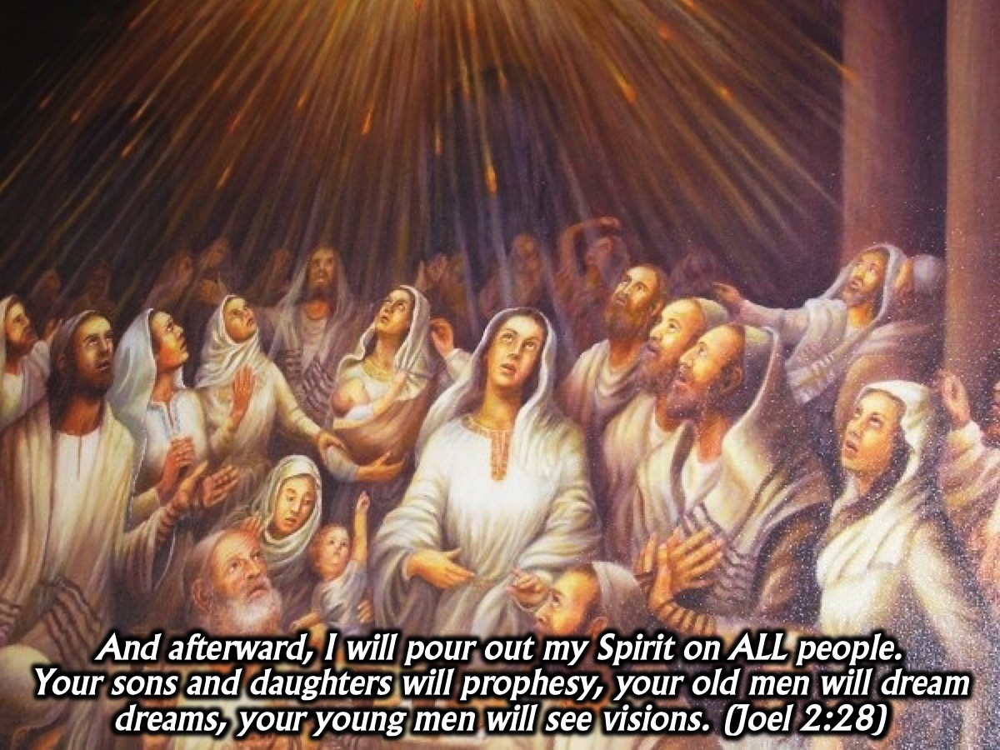 And afterward, I will pour out my Spirit on ALL people.
Your sons and daughters will prophesy, your old men will dream
dreams, your young men will see visions. (Joel 2:28)